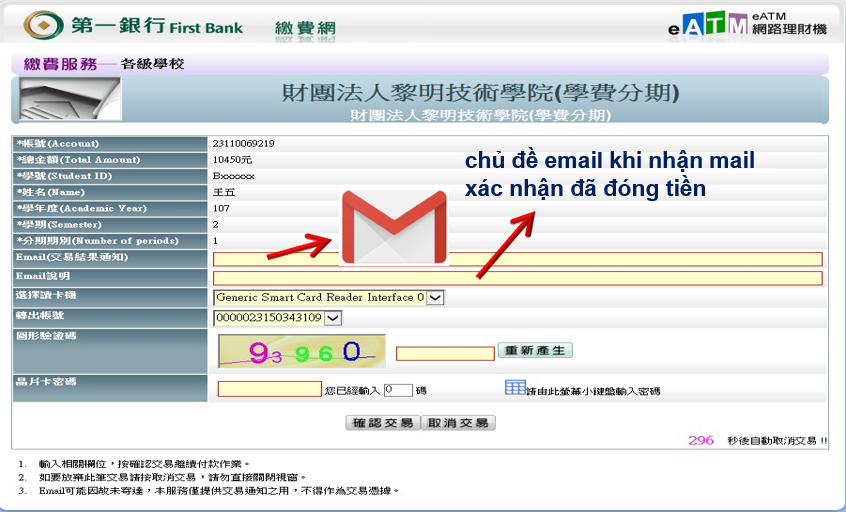 第一銀行 First Bank 繳費網 eATM eATM
網路理財機
繳費服務— 各級學校
財團法人黎明技術學院(學費分期)
財團法人黎明技術學院(學費分期)
*帳號(Account) 23110069219
*總金額(Total Amount) 10450元
*學號(Student ID) Bxoooox
*姓名(Name) 王五
*學年度(Academic Year) 107
*學期(Semester) 2
*分期期別(Number of periods) 1
chủ đề email khi nhận mail
xác nhận đã đóng tiền
Email(交易結果通知)
Email說明
選擇讀卡機 Generic Smart Card Reader Interface 0
轉出帳號 0000023150343109
圖形驗證碼 93960 重新產生
晶片卡密碼 您已經輸入 0 碼 請由此螢幕小鍵盤輸入密碼
確認交易 取消交易
296 秒後自動取消交易 !!
1. 輸入相關欄位，按確認交易繼續付款作業。
2. 如要放棄此筆交易請按取消交易，請勿直接關閉視窗。
3. Email可能因故未寄達，本服務僅提供交易通知之用，不得作為交易憑據。